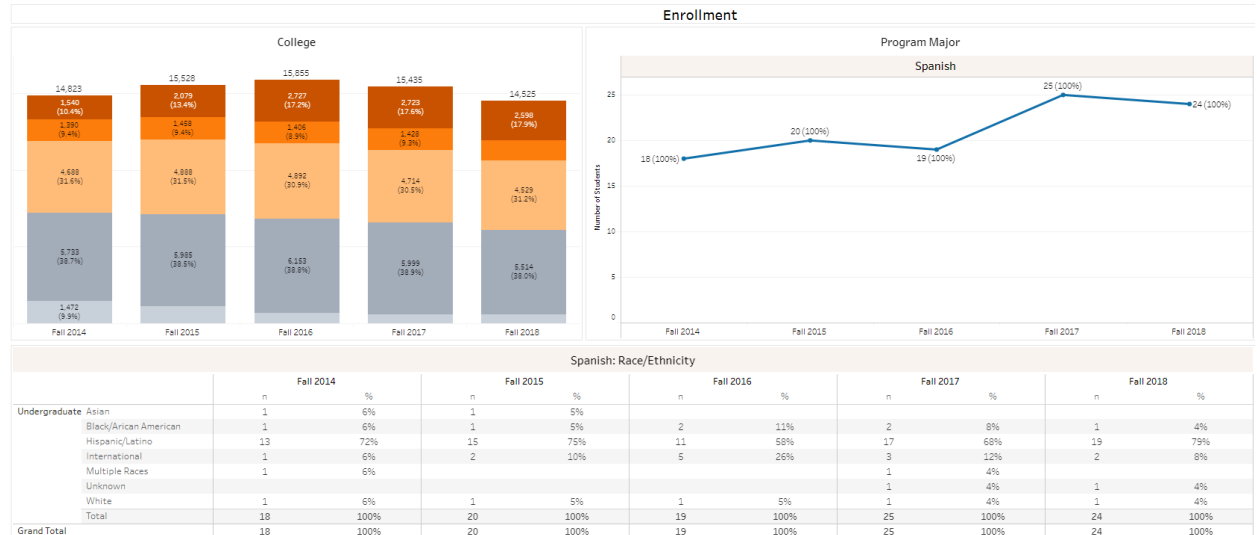 Enrollment
College
14,823
15,528
15,855
15,435
14,525
1,540
(10.4%)
2,079
(13.4%)
2,727
(17.2%)
2,723
(17.6%)
2,598
(17.9%)
1,390
(9.4%)
1,458
(9.4%)
1,406
(8.9%)
1,428
(9.3%)
4,688
(31.6%)
4,888
(31.5%)
4,892
(30.9%)
4,714
(30.5%)
4,529
(31.2%)
5,733
(38.7%)
5,985
(38.5%)
6,153
(38.8%)
5,999
(38.9%)
5,514
(38.0%)
1,472
(9.9%)
Fall 2014 Fall 2015 Fall 2016 Fall 2017 Fall 2018
Program Major
Spanish
Number of Students
25
20
15
10
5
0
18 (100%)
20 (100%)
19 (100%)
25 (100%)
24 (100%)
Fall 2014 Fall 2015 Fall 2016 Fall 2017 Fall 2018
Spanish: Race/Ethnicity
Fall 2014 Fall 2015 Fall 2016 Fall 2017 Fall 2018
n % n % n % n % n %
Undergraduate Asian 1 6% 1 5%
Black/Arican American 1 6% 1 5% 2 11% 2 8% 1 4%
Hispanic/Latino 13 72% 15 75% 11 58% 17 68% 19 79%
International 1 6% 2 10% 5 26% 3 12% 2 8%
Multiple Races 1 6% 1 4%
Unknown 1 4% 1 4%
White 1 6% 1 5% 1 5% 1 4% 1 4%
Total 18 100% 20 100% 19 100% 25 100% 24 100%
Grand Total 18 100% 20 100% 19 100% 25 100% 24 100%